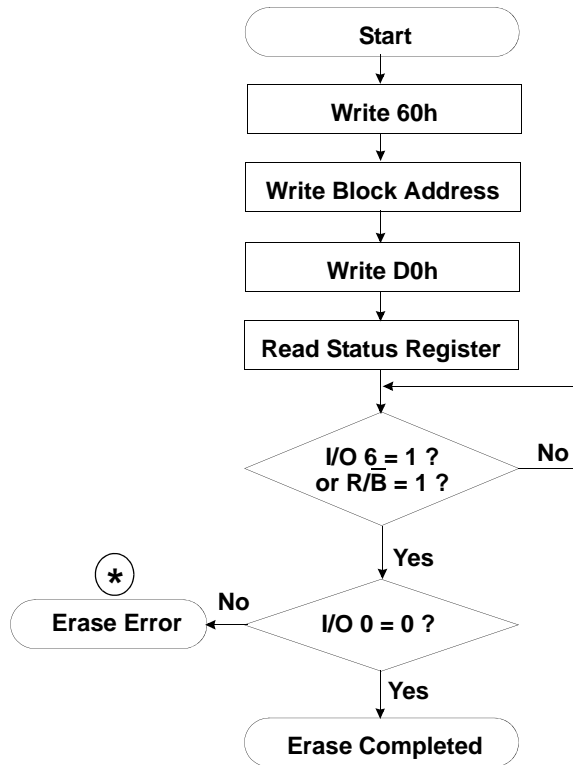 Start
Write 60h
Write Block Address
Write D0h
Read Status Register
I/O 6 = 1 ?
or R/B̅ = 1 ?
No
Yes
*
No
Erase Error
I/O 0 = 0 ?
Yes
Erase Completed